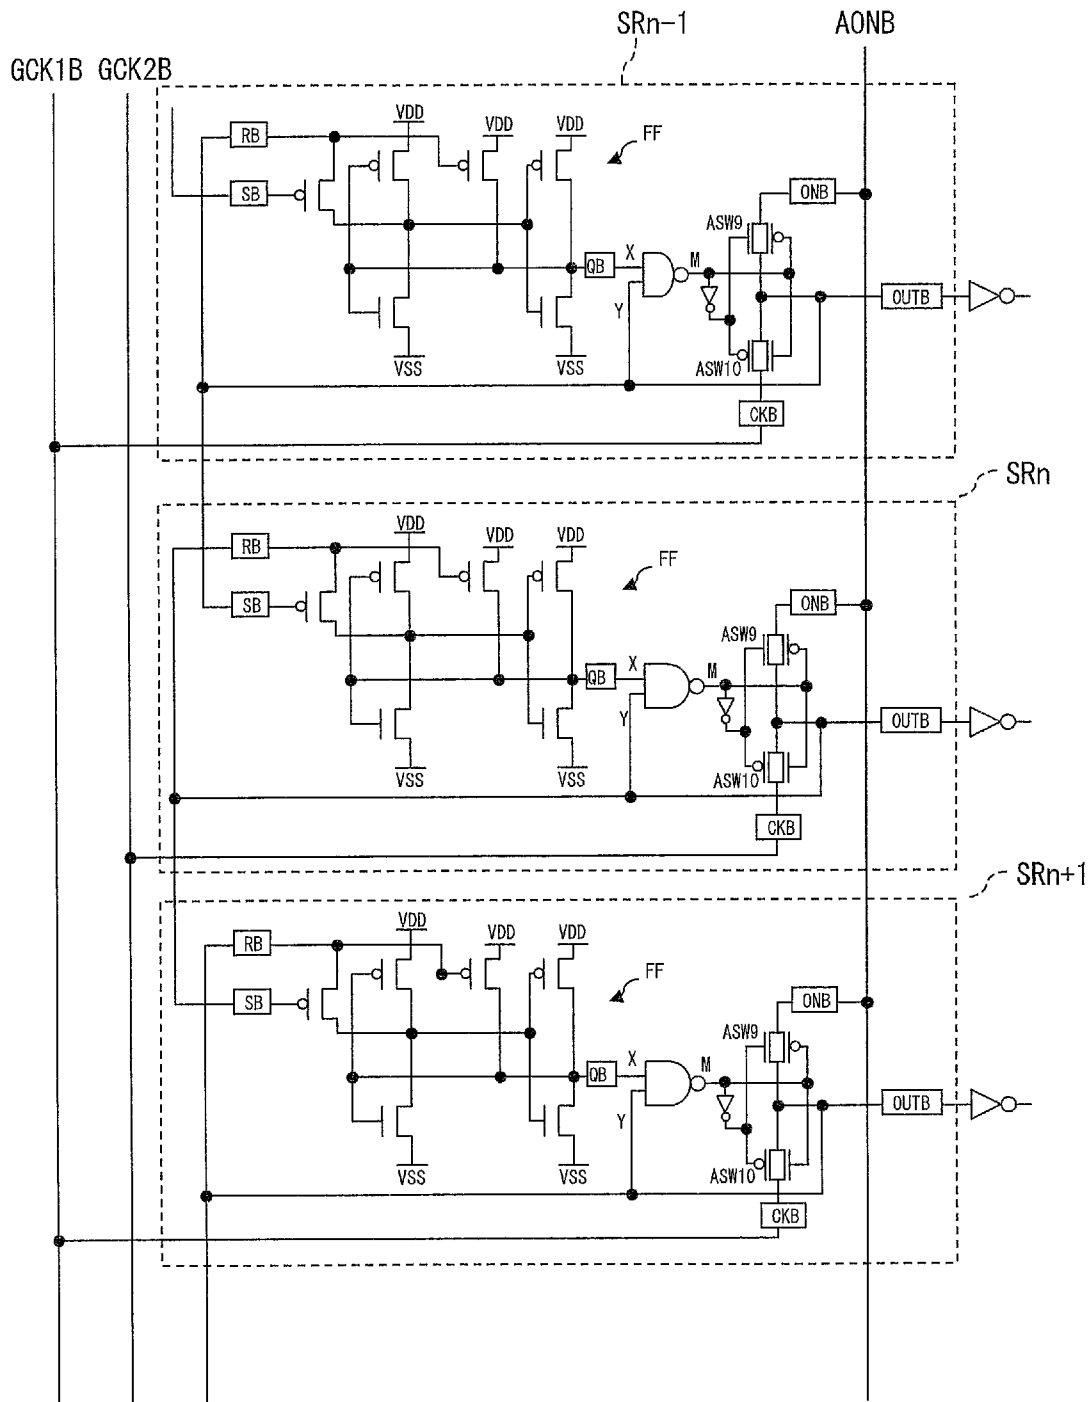 SRn-1
AONB
GCK1B GCK2B
VDD
VDD
VDD
RB
FF
SB
ONB
ASW9
X
M
QB
Y
OUTB
VSS
VSS
ASW10
CKB
SRn
VDD
VDD
VDD
RB
FF
SB
ONB
ASW9
X
M
QB
Y
OUTB
VSS
VSS
ASW10
CKB
SRn+1
VDD
VDD
VDD
RB
FF
SB
ONB
ASW9
X
M
QB
Y
OUTB
VSS
VSS
ASW10
CKB